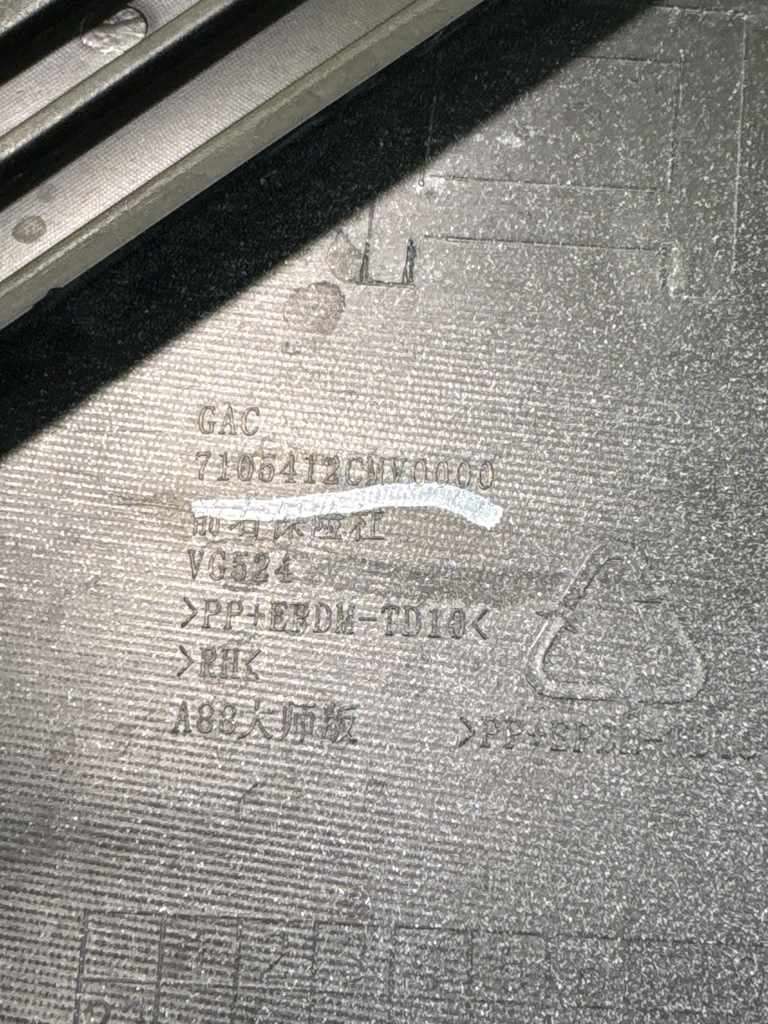 GAC
7105412CMV0000
VG524
>PP+EPDM-TD10<
>RH<
A88大师版